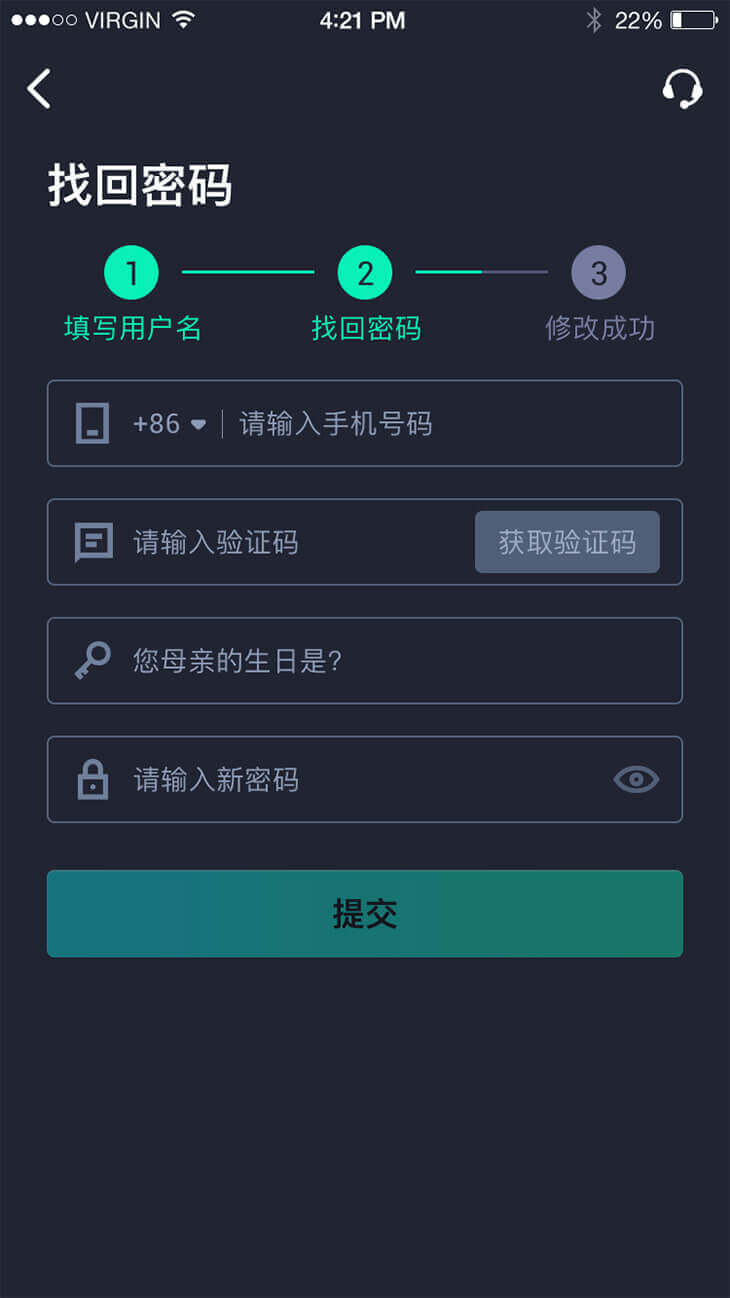 VIRGIN 4:21 PM 22%
找回密码
1 2 3
填写用户名 找回密码 修改成功
+86 请输入手机号码
请输入验证码 获取验证码
您母亲的生日是?
请输入新密码
提交